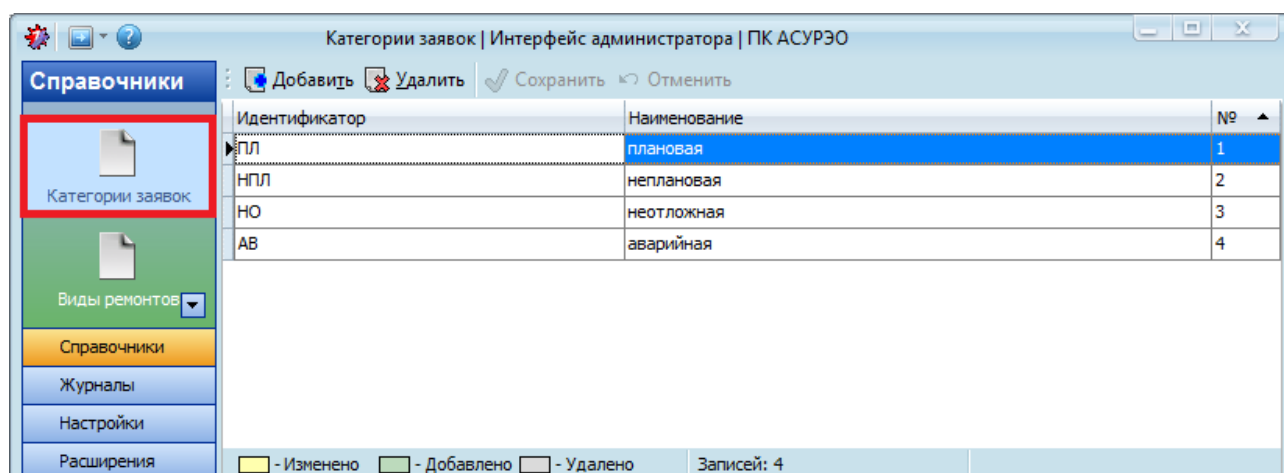 Категории заявок | Интерфейс администратора | ПК АСУРЭО
Справочники
Добавить Удалить Сохранить Отменить
Идентификатор Наименование №
ПЛ плановая 1
НПЛ неплановая 2
НО неотложная 3
АВ аварийная 4
Категории заявок
Виды ремонтов
Справочники
Журналы
Настройки
Расширения
- Изменено - Добавлено - Удалено Записей: 4